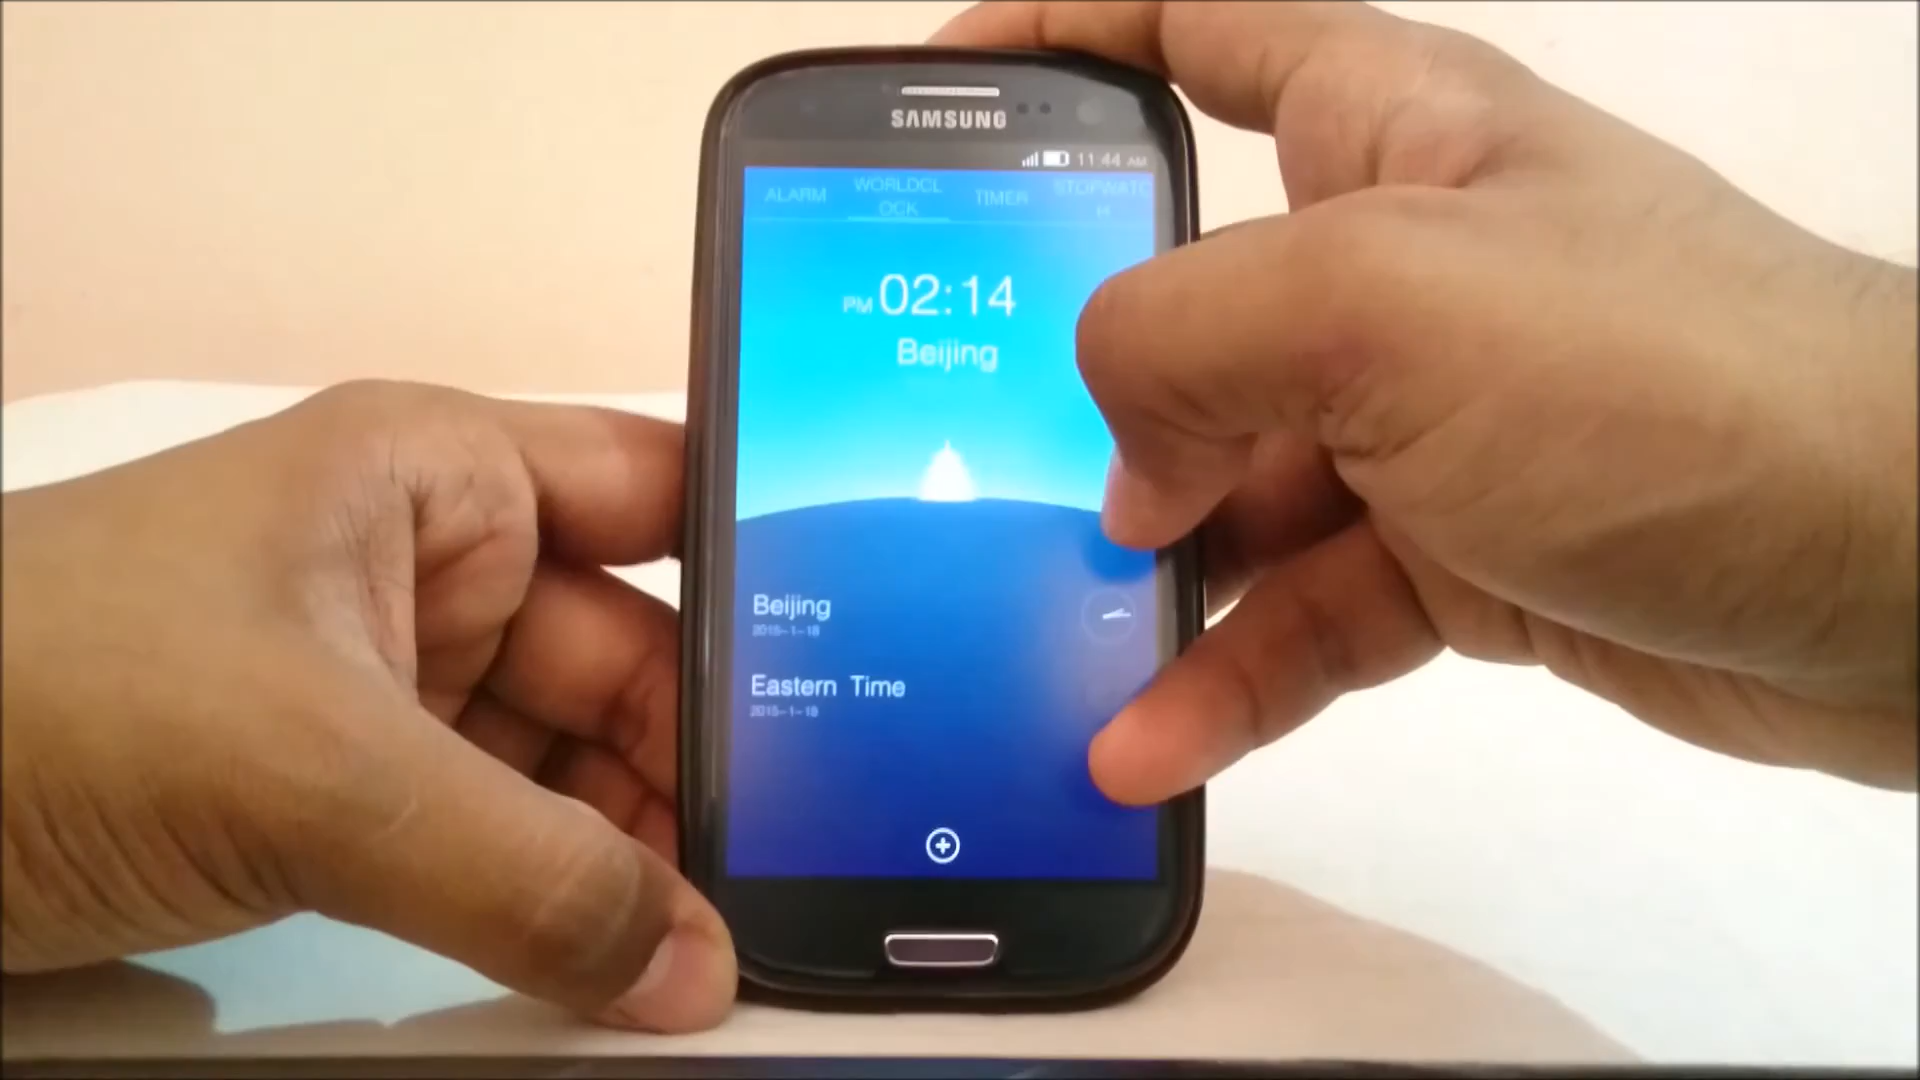 SAMSUNG
11:44 AM
ALARM
WORLDCL
OCK
TIMER
STOPWATC
H
PM 02:14
Beijing
Beijing
2015-1-18
Eastern Time
2015-1-18